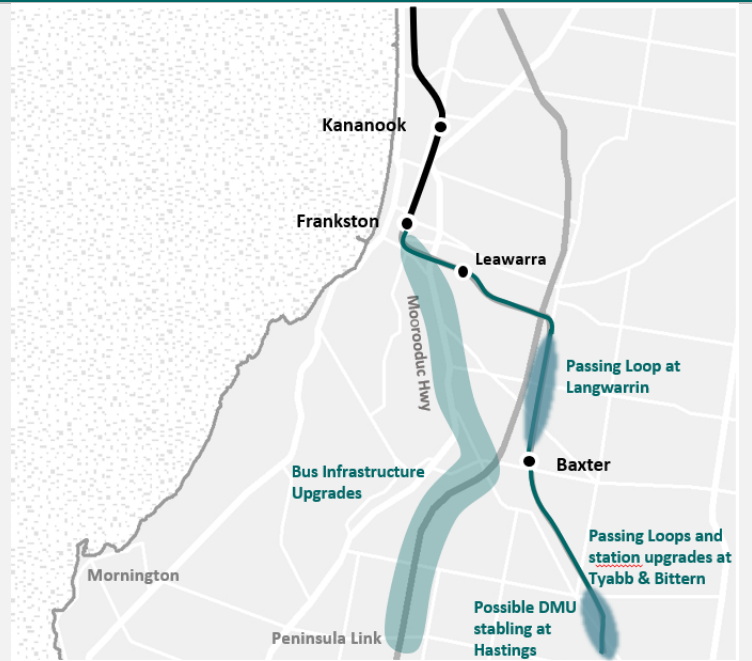 Kananook
Frankston
Leawarra
Moorooduc Hwy
Passing Loop at
Langwarrin
Baxter
Bus Infrastructure
Upgrades
Passing Loops and
station upgrades at
Tyabb & Bittern
Mornington
Possible DMU
stabling at
Hastings
Peninsula Link